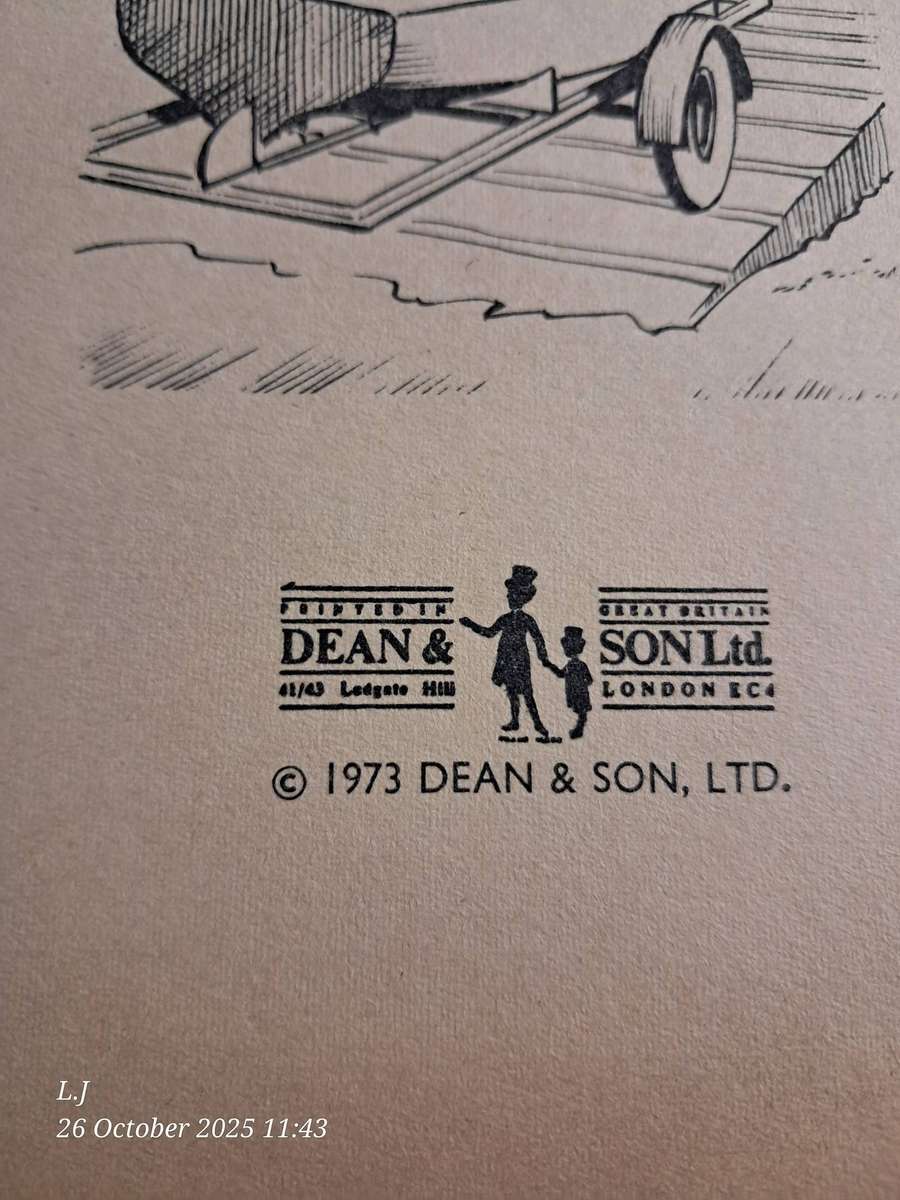 PRINTED IN GREAT BRITAIN
DEAN & SON Ltd.
41/43 Ludgate Hill LONDON EC4
© 1973 DEAN & SON, LTD.
L.J
26 October 2025 11:43